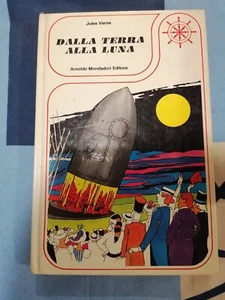 Jules Verne
DALLA TERRA
ALLA LUNA
Arnoldo Mondadori Editore